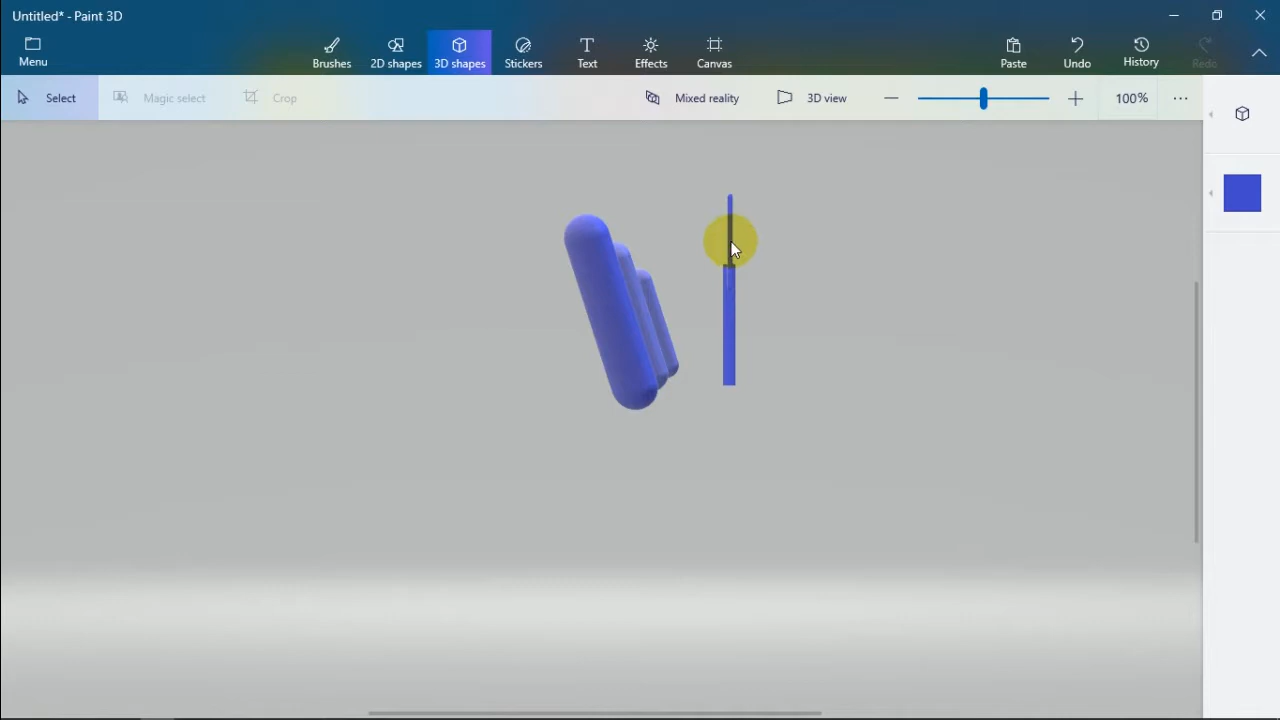 Untitled* - Paint 3D
Menu
Brushes
2D shapes
3D shapes
Stickers
Text
Effects
Canvas
Paste
Undo
History
Redo
Select
Magic select
Crop
Mixed reality
3D view
100%